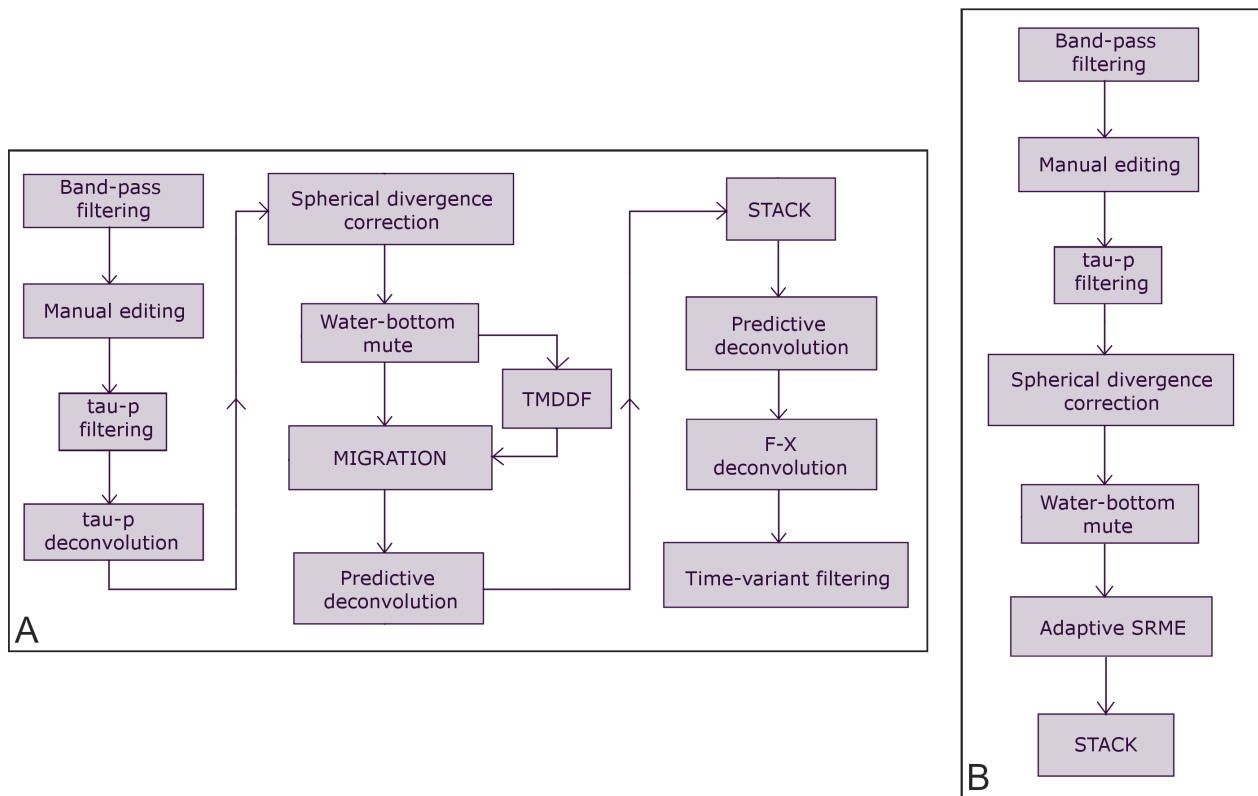 Band-pass
filtering
Manual editing
tau-p
filtering
tau-p
deconvolution
Spherical divergence
correction
Water-bottom
mute
TMDDF
MIGRATION
Predictive
deconvolution
STACK
Predictive
deconvolution
F-X
deconvolution
Time-variant filtering
A
Band-pass
filtering
Manual editing
tau-p
filtering
Spherical divergence
correction
Water-bottom
mute
Adaptive SRME
STACK
B